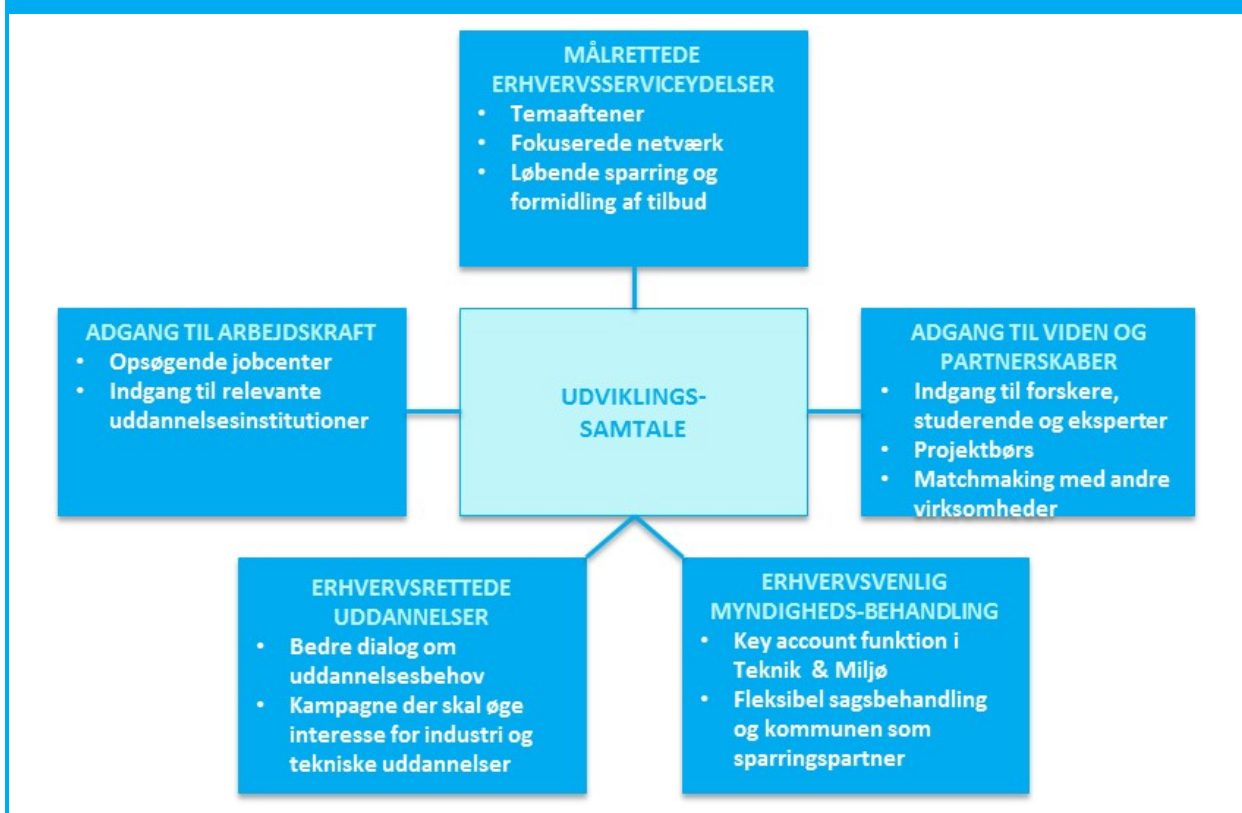 MÅLRETTEDE
ERHVERVSSERVICEYDELSER
• Temaaftener
• Fokuserede netværk
• Løbende sparring og
formidling af tilbud
ADGANG TIL ARBEJDSKRAFT
• Opsøgende jobcenter
• Indgang til relevante
uddannelsesinstitutioner
UDVIKLINGS-
SAMTALE
ADGANG TIL VIDEN OG
PARTNERSKABER
• Indgang til forskere,
studerende og eksperter
• Projektbørs
• Matchmaking med andre
virksomheder
ERHVERVSRETTEDE
UDDANNELSER
• Bedre dialog om
uddannelsesbehov
• Kampagne der skal øge
interesse for industri og
tekniske uddannelser
ERHVERVSVENLIG
MYNDIGHEDS-BEHANDLING
• Key account funktion i
Teknik & Miljø
• Fleksibel sagsbehandling
og kommunen som
sparringspartner